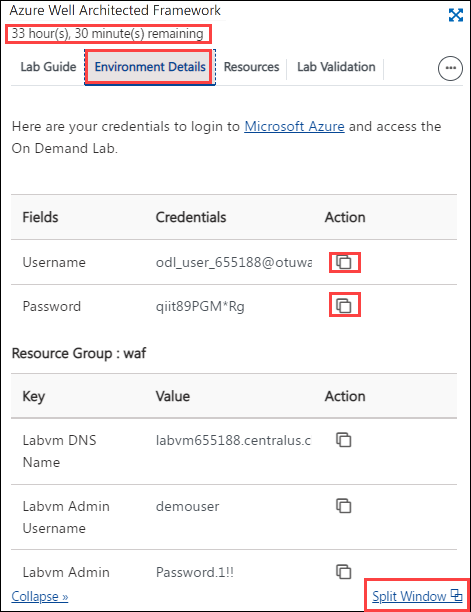 Azure Well Architected Framework
33 hour(s), 30 minute(s) remaining
Lab Guide Environment Details Resources Lab Validation
Here are your credentials to login to Microsoft Azure and access the
On Demand Lab.
Fields Credentials Action
Username odl_user_655188@otuwa
Password qiit89PGM*Rg
Resource Group : waf
Key Value Action
Labvm DNS labvm655188.centralus.c
Name
Labvm Admin demouser
Username
Labvm Admin Password.1!!
Collapse » Split Window